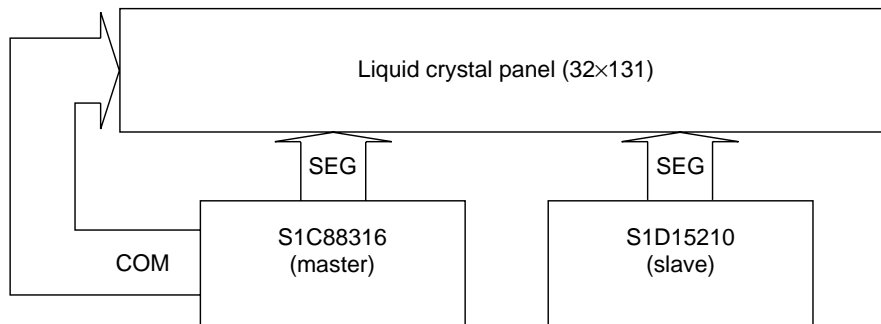 Liquid crystal panel (32×131)
SEG
SEG
S1C88316
(master)
S1D15210
(slave)
COM